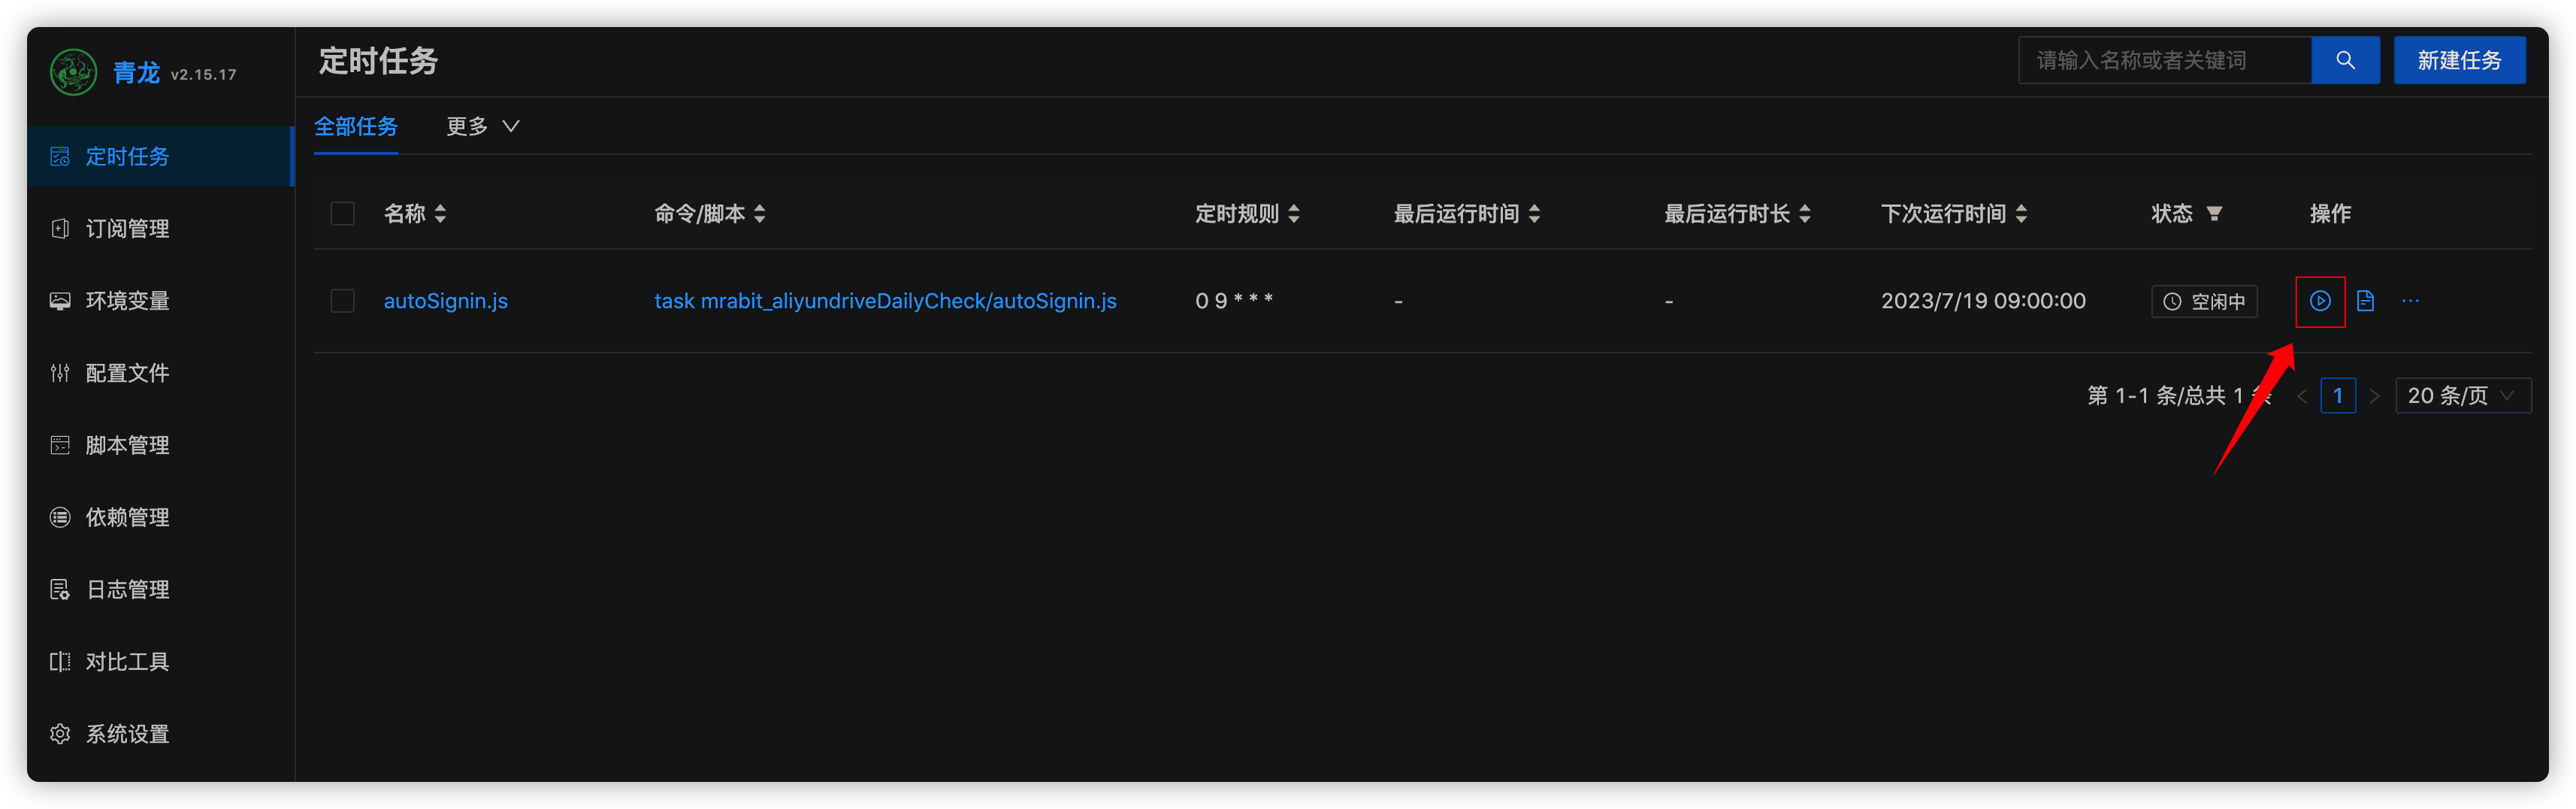 青龙 v2.15.17
定时任务
请输入名称或者关键词
新建任务
定时任务
订阅管理
环境变量
配置文件
脚本管理
依赖管理
日志管理
对比工具
系统设置
全部任务 更多
名称 命令/脚本 定时规则 最后运行时间 最后运行时长 下次运行时间 状态 操作
autoSignin.js task mrabit_aliyundriveDailyCheck/autoSignin.js 0 9 * * * - - 2023/7/19 09:00:00 空闲中 ...
第 1-1 条/总共 1 条 < 1 > 20 条/页